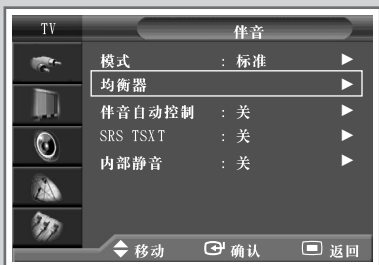 TV 伴音
模式 : 标准
均衡器
伴音自动控制 : 关
SRS TSXT : 关
内部静音 : 关
移动 确认 返回